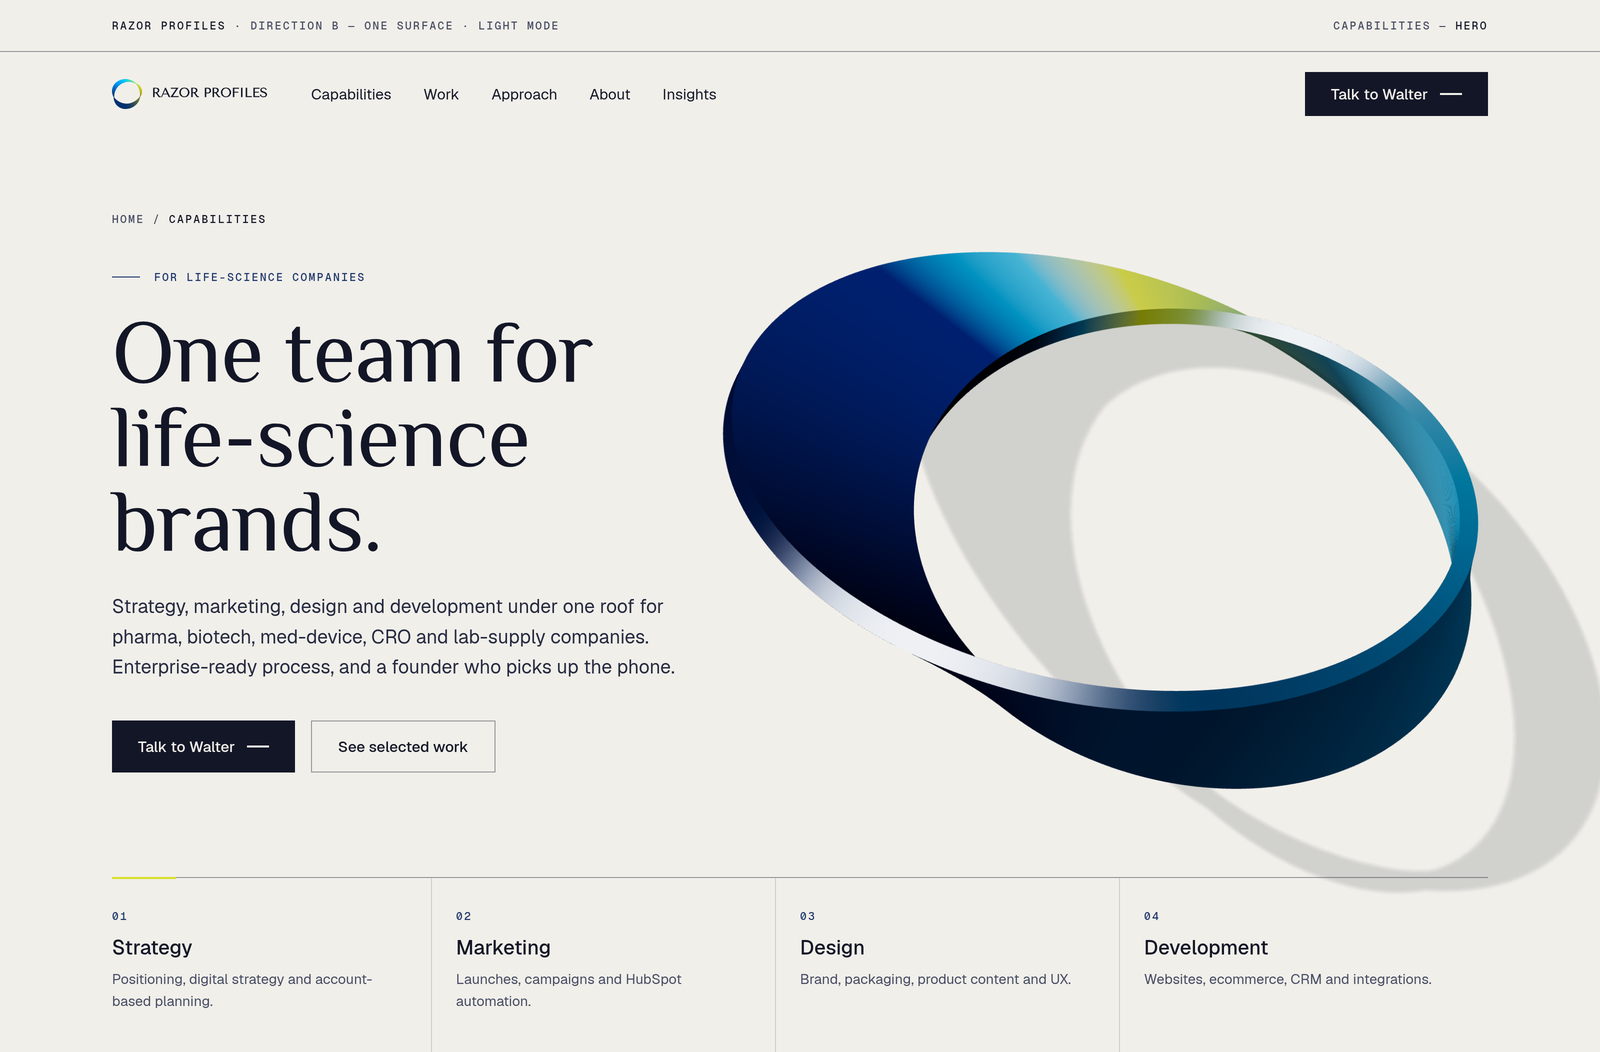 RAZOR PROFILES · DIRECTION B — ONE SURFACE · LIGHT MODE
CAPABILITIES — HERO
RAZOR PROFILES
Capabilities
Work
Approach
About
Insights
Talk to Walter
HOME / CAPABILITIES
FOR LIFE-SCIENCE COMPANIES
One team for
life-science
brands.
Strategy, marketing, design and development under one roof for
pharma, biotech, med-device, CRO and lab-supply companies.
Enterprise-ready process, and a founder who picks up the phone.
Talk to Walter
See selected work
01
Strategy
Positioning, digital strategy and account-
based planning.
02
Marketing
Launches, campaigns and HubSpot
automation.
03
Design
Brand, packaging, product content and UX.
04
Development
Websites, ecommerce, CRM and integrations.